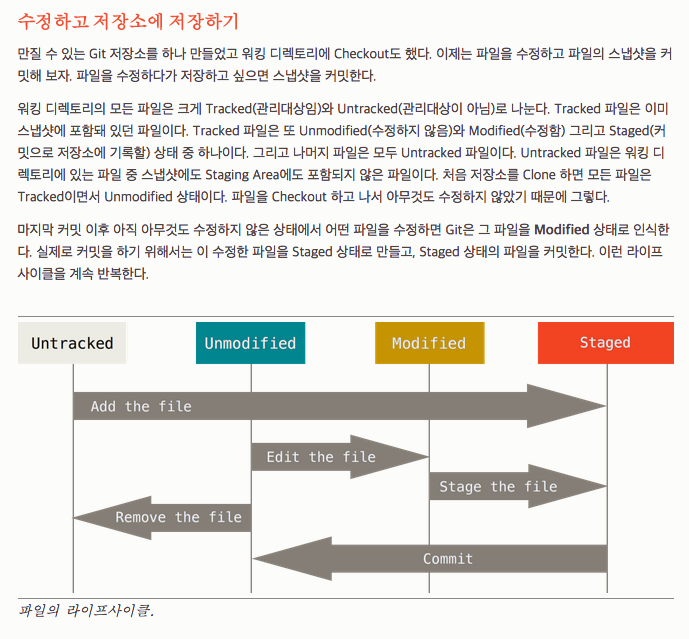 수정하고 저장소에 저장하기
만질 수 있는 Git 저장소를 하나 만들었고 워킹 디렉토리에 Checkout도 했다. 이제는 파일을 수정하고 파일의 스냅샷을 커
밋해 보자. 파일을 수정하다가 저장하고 싶으면 스냅샷을 커밋한다.
워킹 디렉토리의 모든 파일은 크게 Tracked(관리대상임)와 Untracked(관리대상이 아님)로 나눈다. Tracked 파일은 이미
스냅샷에 포함돼 있던 파일이다. Tracked 파일은 또 Unmodified(수정하지 않음)와 Modified(수정함) 그리고 Staged(커
밋으로 저장소에 기록할) 상태 중 하나이다. 그리고 나머지 파일은 모두 Untracked 파일이다. Untracked 파일은 워킹 디
렉토리에 있는 파일 중 스냅샷에도 Staging Area에도 포함되지 않은 파일이다. 처음 저장소를 Clone 하면 모든 파일은
Tracked이면서 Unmodified 상태이다. 파일을 Checkout 하고 나서 아무것도 수정하지 않았기 때문에 그렇다.
마지막 커밋 이후 아직 아무것도 수정하지 않은 상태에서 어떤 파일을 수정하면 Git은 그 파일을 Modified 상태로 인식한
다. 실제로 커밋을 하기 위해서는 이 수정한 파일을 Staged 상태로 만들고, Staged 상태의 파일을 커밋한다. 이런 라이프
사이클을 계속 반복한다.
Untracked Unmodified Modified Staged
Add the file
Edit the file
Stage the file
Remove the file
Commit
파일의 라이프사이클.